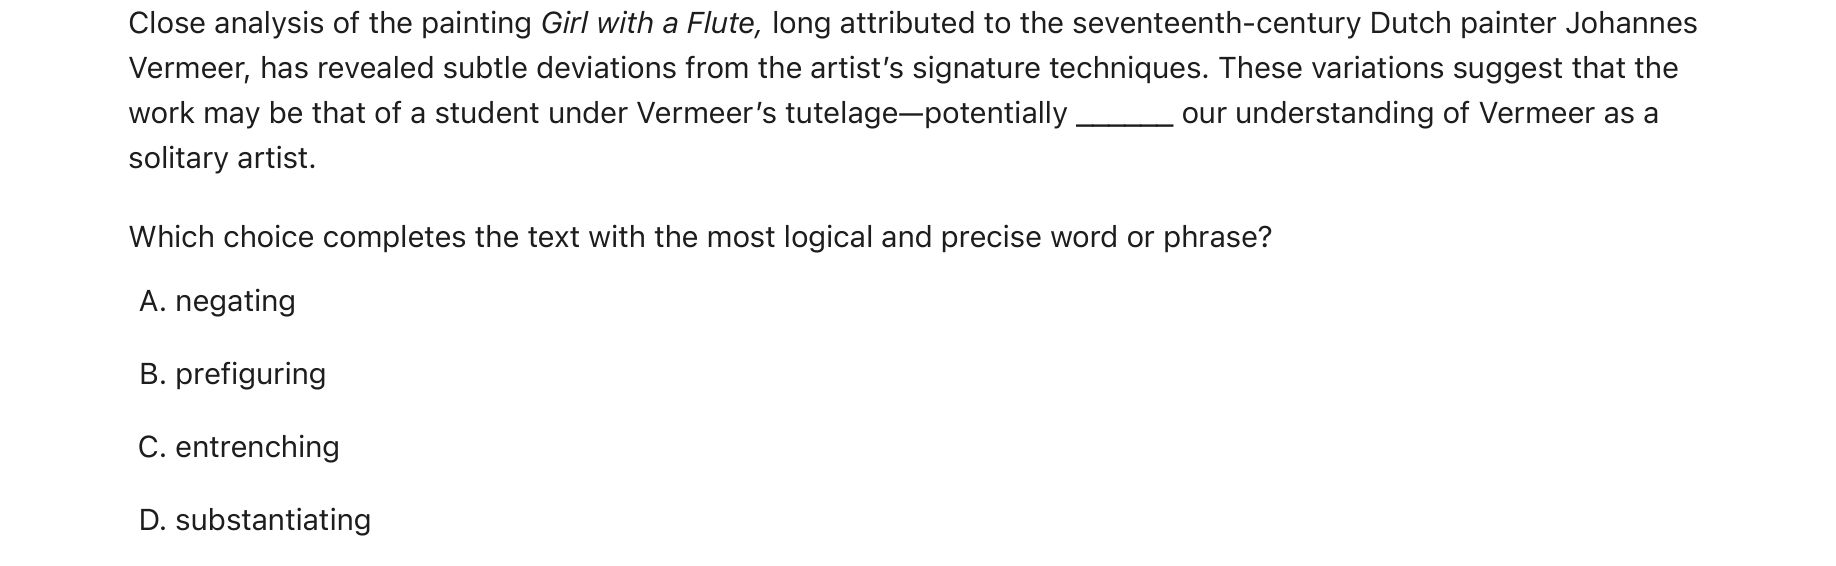 Close analysis of the painting Girl with a Flute, long attributed to the seventeenth-century Dutch painter Johannes
Vermeer, has revealed subtle deviations from the artist’s signature techniques. These variations suggest that the
work may be that of a student under Vermeer’s tutelage—potentially ______ our understanding of Vermeer as a
solitary artist.
Which choice completes the text with the most logical and precise word or phrase?
A. negating
B. prefiguring
C. entrenching
D. substantiating